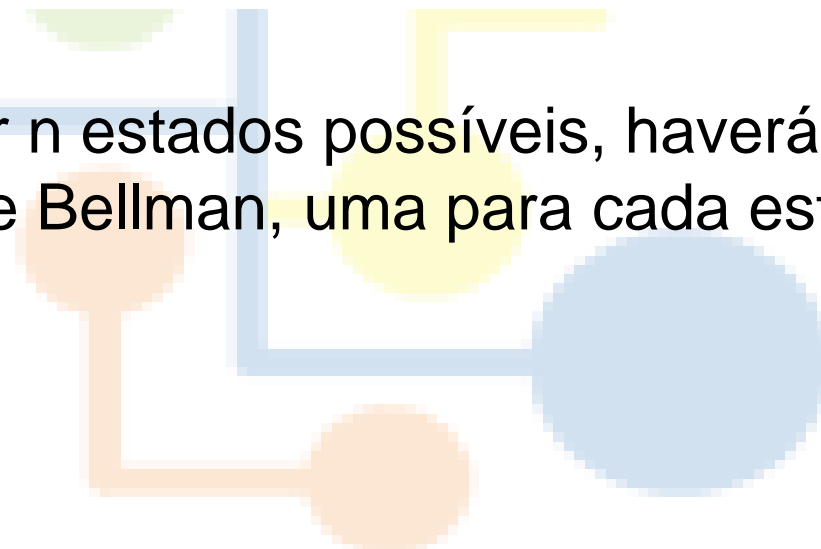 r n estados possíveis, haverá
e Bellman, uma para cada est